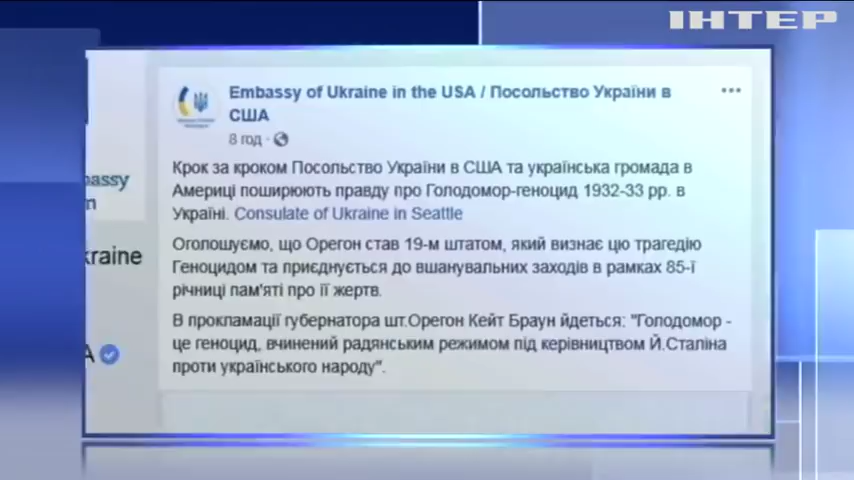 ІНТЕР
Embassy of Ukraine in the USA / Посольство України в
США
8 год ·
Крок за кроком Посольство України в США та українська громада в
Америці поширюють правду про Голодомор-геноцид 1932-33 рр. в
Україні. Consulate of Ukraine in Seattle
Оголошуємо, що Орегон став 19-м штатом, який визнає цю трагедію
Геноцидом та приєднується до вшанувальних заходів в рамках 85-ї
річниці пам'яті про її жертв.
В прокламації губернатора шт.Орегон Кейт Браун йдеться: "Голодомор -
це геноцид, вчинений радянським режимом під керівництвом Й.Сталіна
проти українського народу".
bassy
m
kraine
A